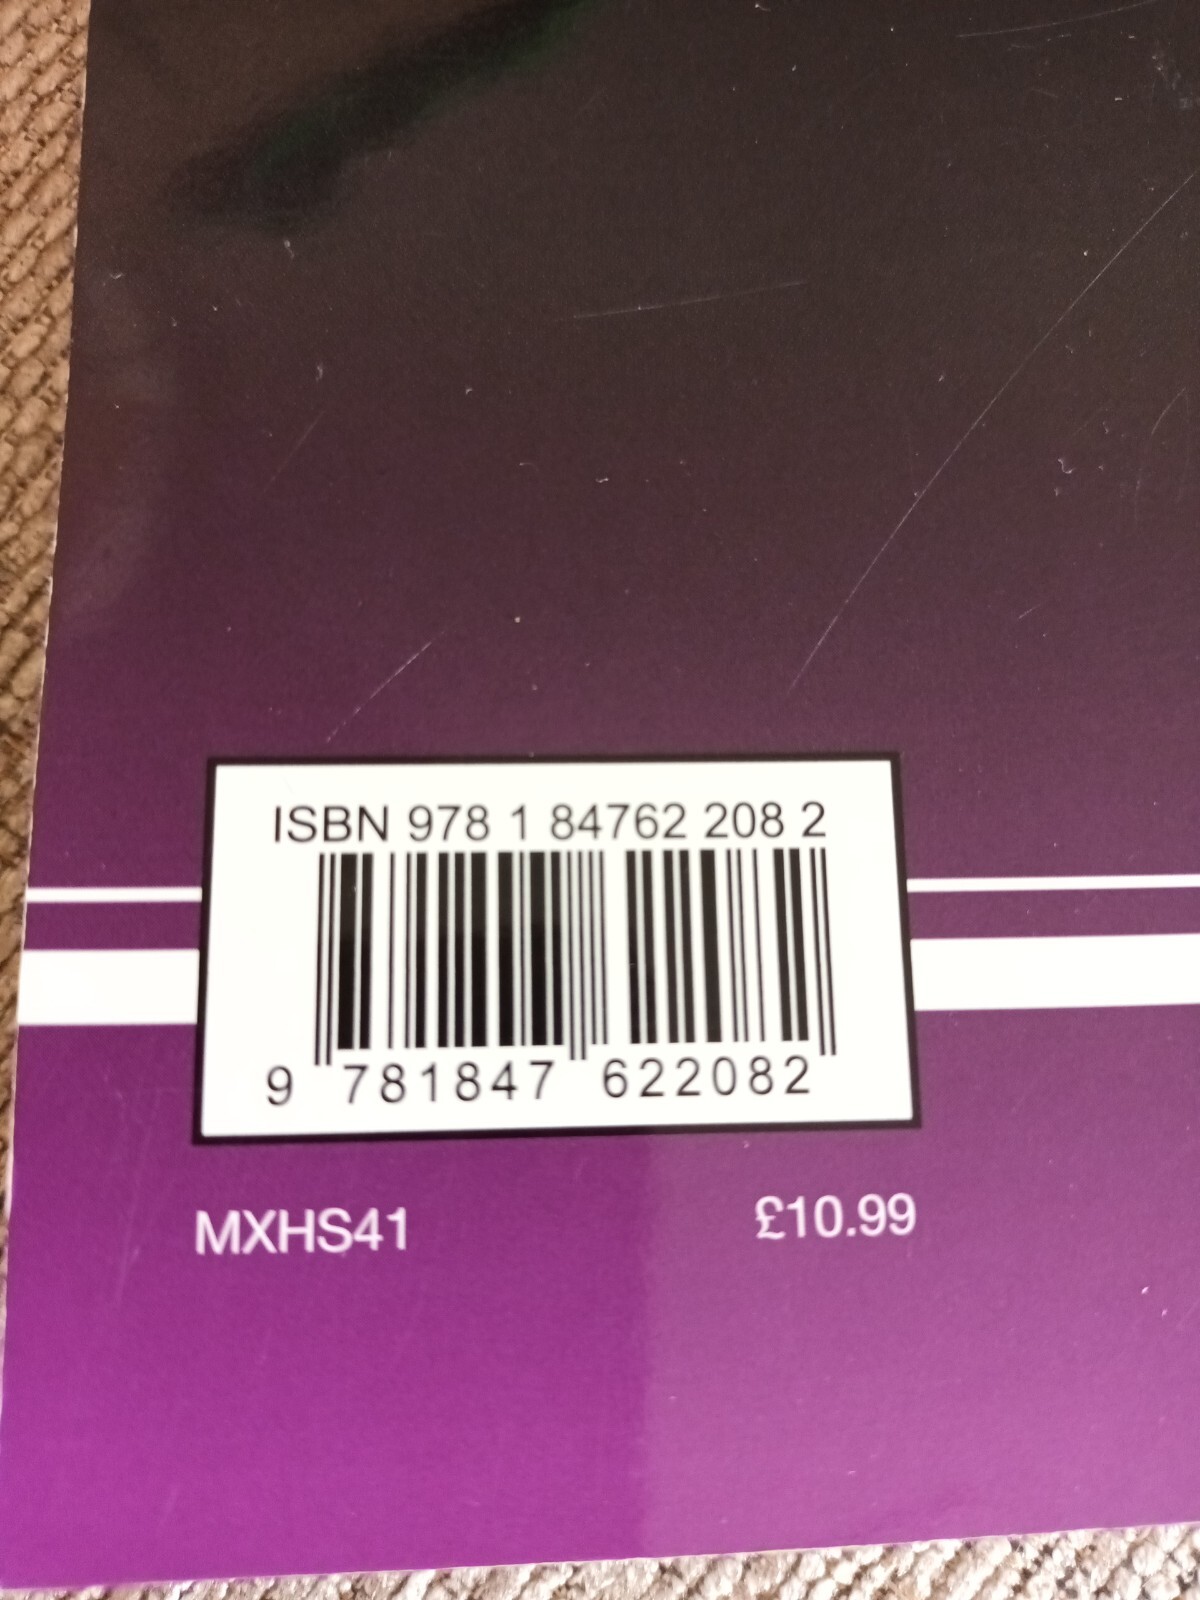 ISBN 978 1 84762 208 2
9 781847 622082
MXHS41 £10.99